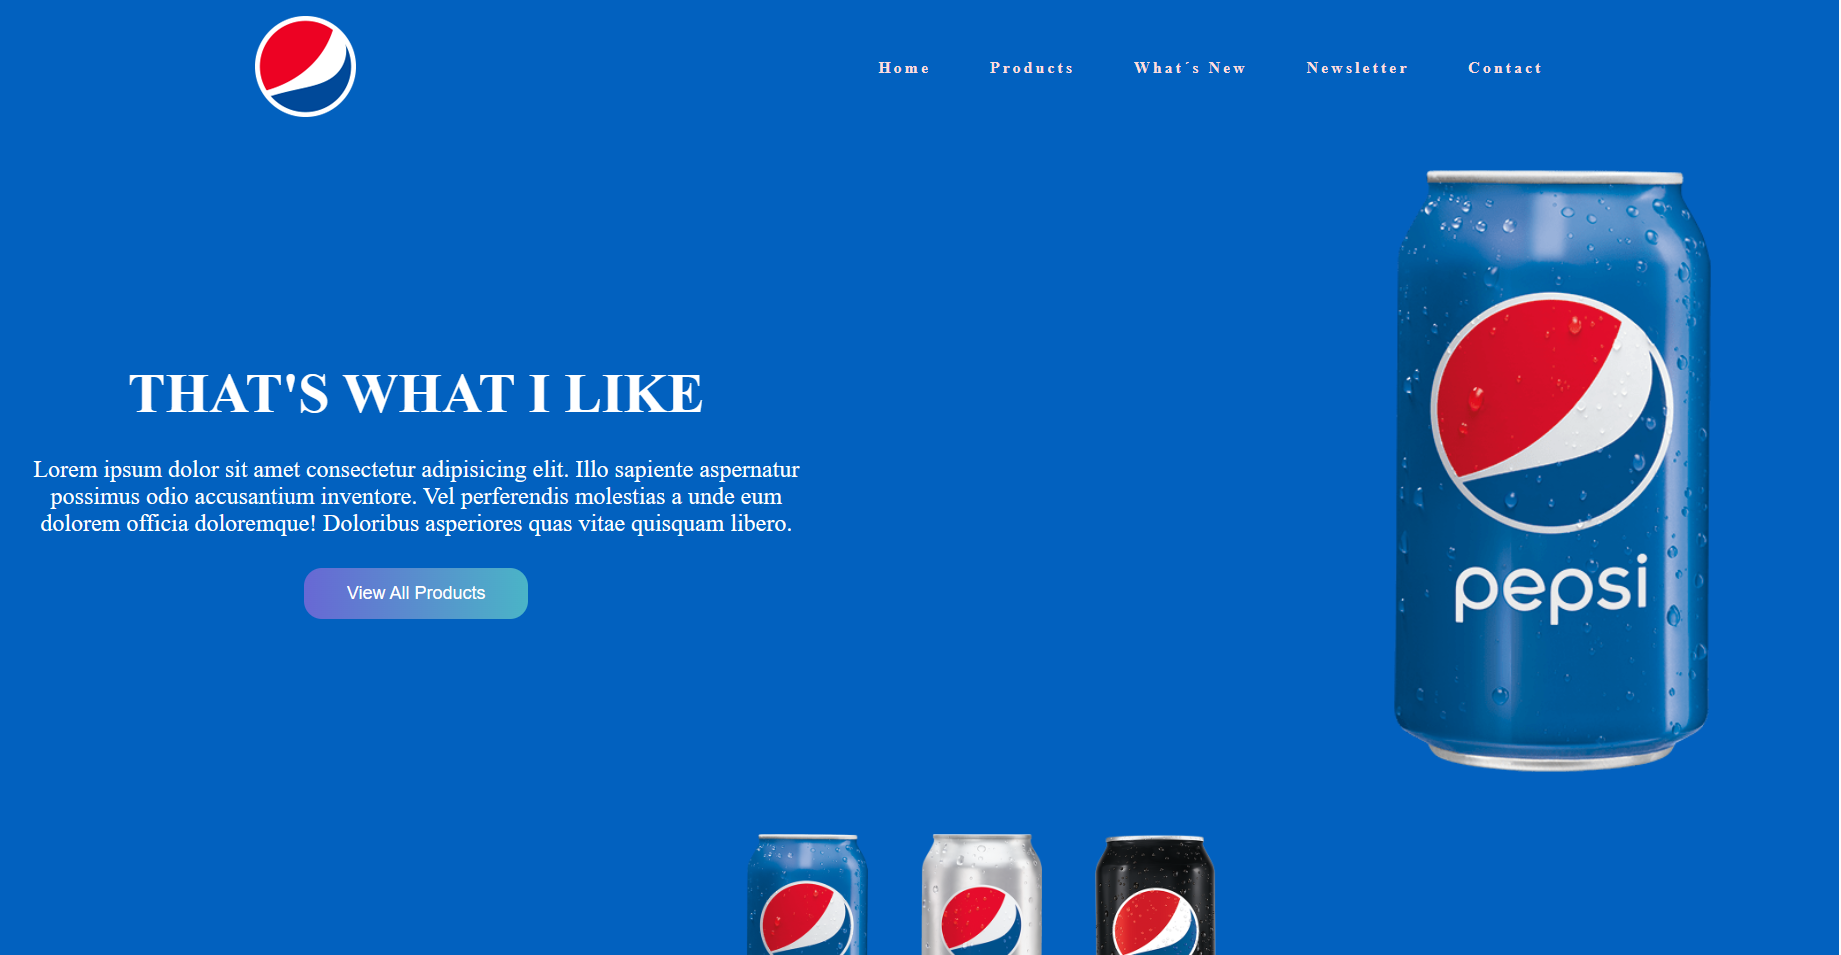 Home Products What´s New Newsletter Contact
THAT'S WHAT I LIKE
Lorem ipsum dolor sit amet consectetur adipisicing elit. Illo sapiente aspernatur
possimus odio accusantium inventore. Vel perferendis molestias a unde eum
dolorem officia doloremque! Doloribus asperiores quas vitae quisquam libero.
View All Products
pepsi